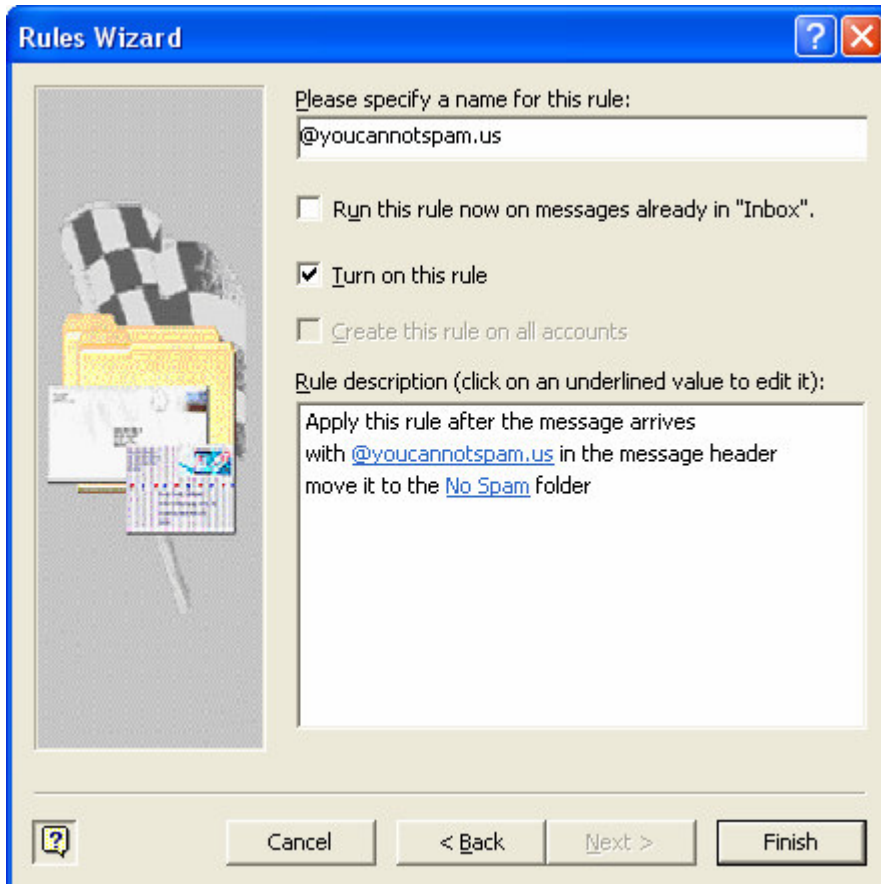 Rules Wizard
Please specify a name for this rule:
@youcannotspam.us
Run this rule now on messages already in "Inbox".
Turn on this rule
Create this rule on all accounts
Rule description (click on an underlined value to edit it):
Apply this rule after the message arrives
with @youcannotspam.us in the message header
move it to the No Spam folder
Cancel
< Back
Next >
Finish